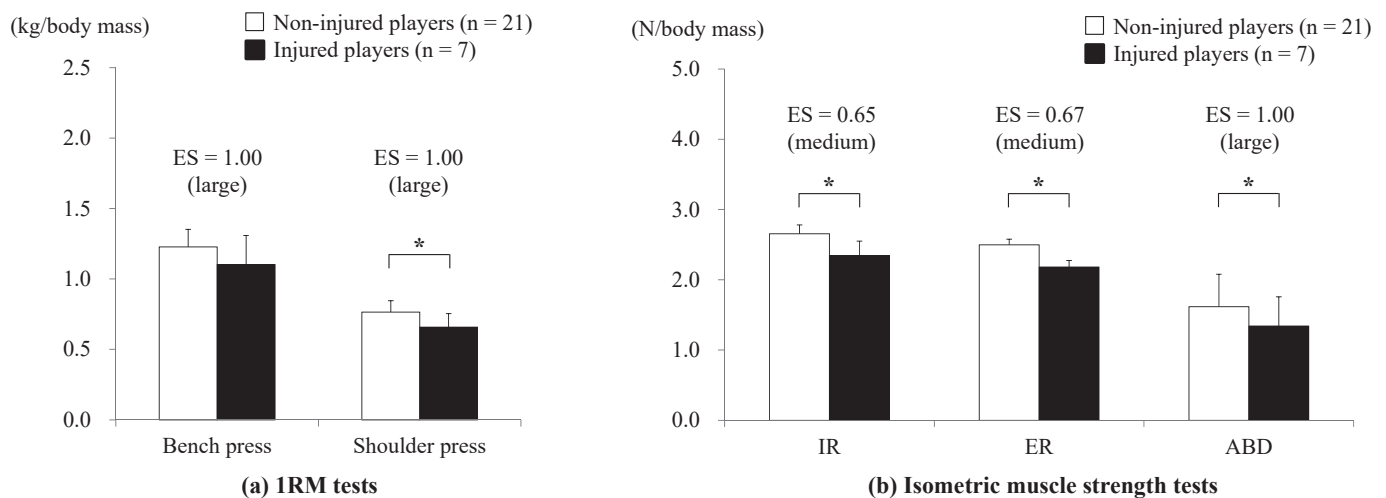 (kg/body mass)
Non-injured players (n = 21)
Injured players (n = 7)
2.5
2.0
1.5
1.0
0.5
0.0
ES = 1.00
(large)
ES = 1.00
(large)
*
Bench press
Shoulder press
(a) 1RM tests
(N/body mass)
Non-injured players (n = 21)
Injured players (n = 7)
5.0
4.0
3.0
2.0
1.0
0.0
ES = 0.65
(medium)
ES = 0.67
(medium)
ES = 1.00
(large)
*
*
*
IR
ER
ABD
(b) Isometric muscle strength tests